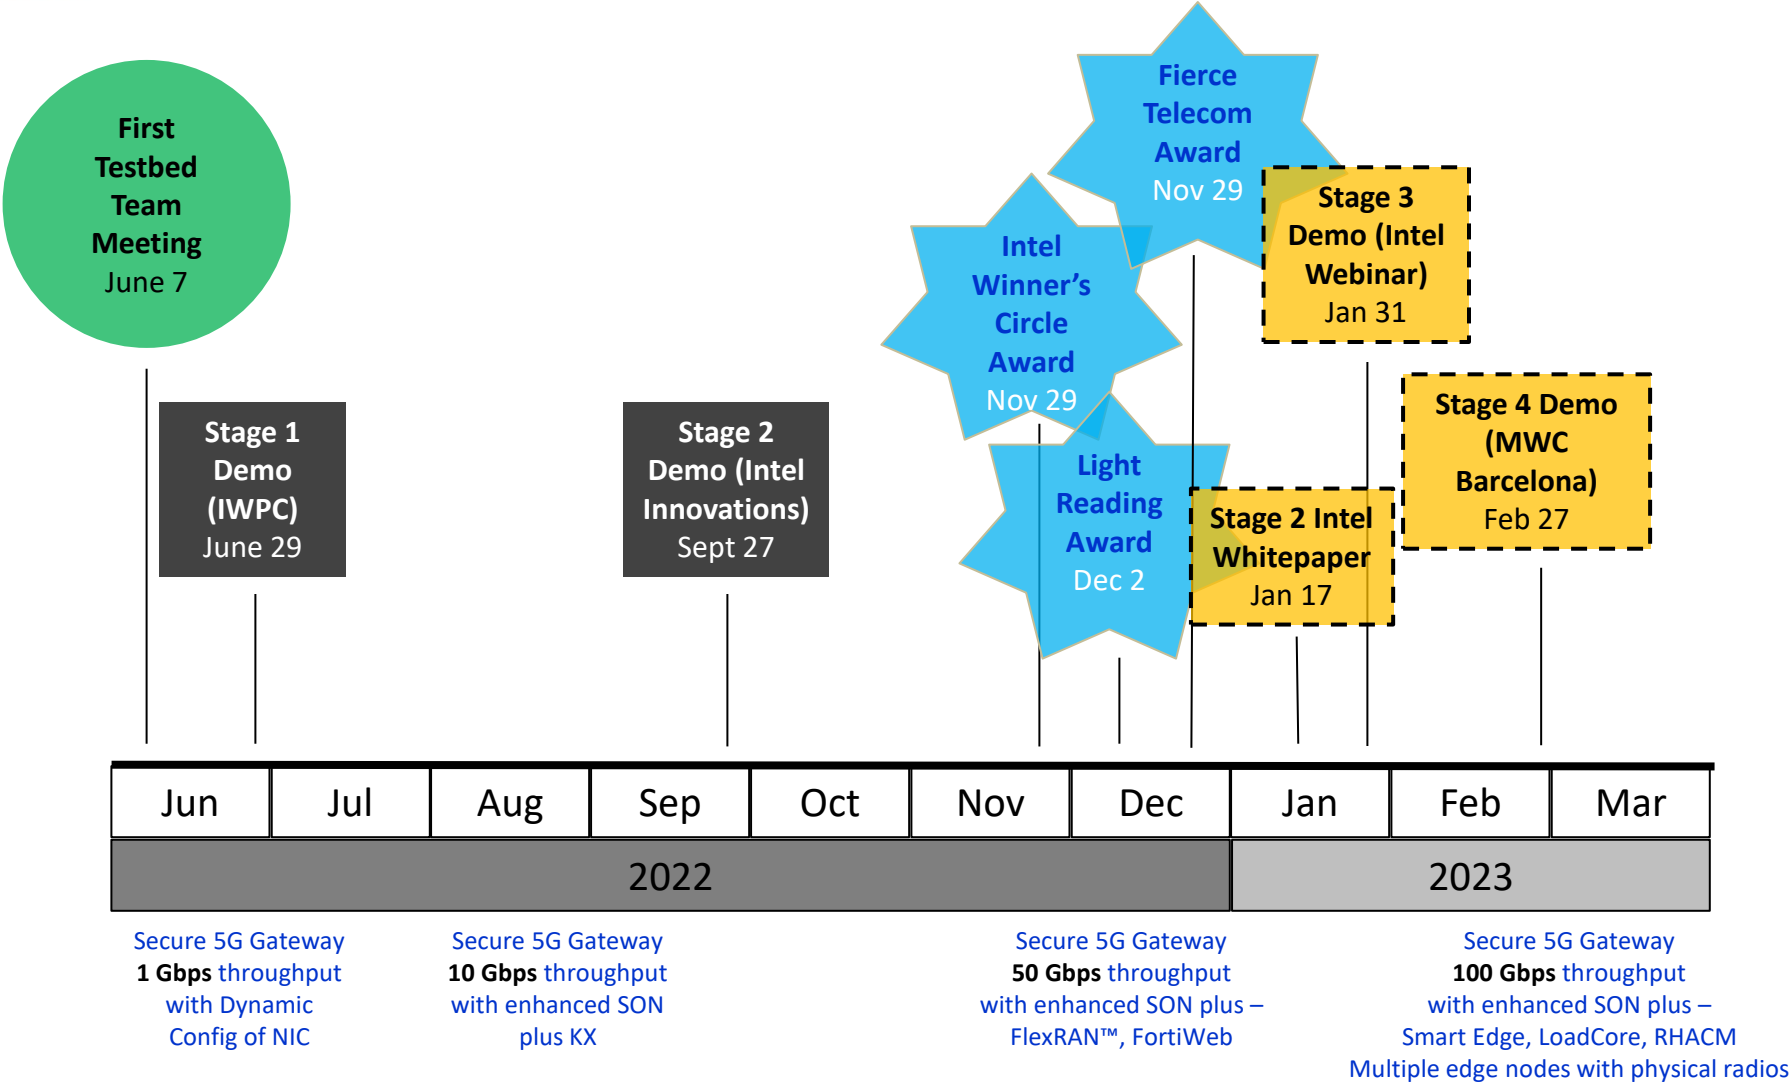 First
Testbed
Team
Meeting
June 7
Stage 1
Demo
(IWPC)
June 29
Stage 2
Demo (Intel
Innovations)
Sept 27
Intel
Winner’s
Circle
Award
Nov 29
Fierce
Telecom
Award
Nov 29
Light
Reading
Award
Dec 2
Stage 2 Intel
Whitepaper
Jan 17
Stage 3
Demo (Intel
Webinar)
Jan 31
Stage 4 Demo
(MWC
Barcelona)
Feb 27
Jun Jul Aug Sep Oct Nov Dec Jan Feb Mar
2022 2023
Secure 5G Gateway
1 Gbps throughput
with Dynamic
Config of NIC
Secure 5G Gateway
10 Gbps throughput
with enhanced SON
plus KX
Secure 5G Gateway
50 Gbps throughput
with enhanced SON plus –
FlexRAN™, FortiWeb
Secure 5G Gateway
100 Gbps throughput
with enhanced SON plus –
Smart Edge, LoadCore, RHACM
Multiple edge nodes with physical radios